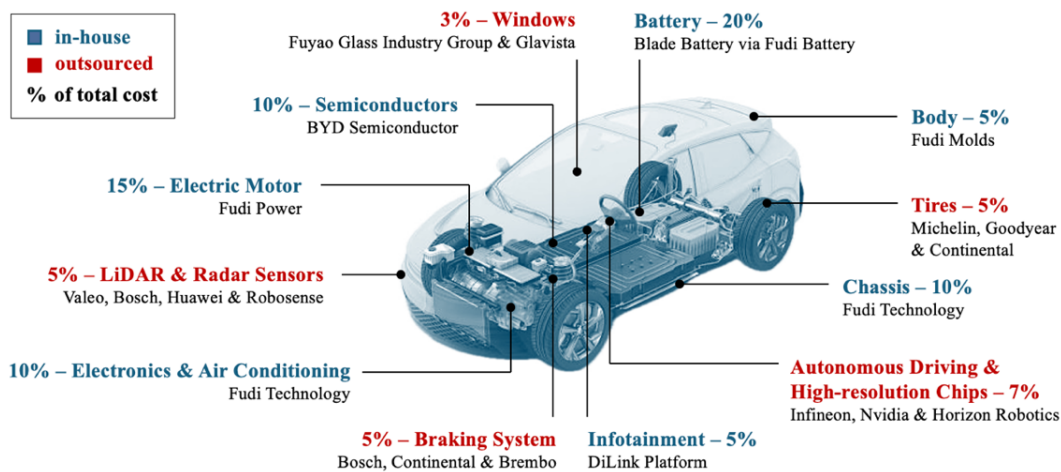 in-house
outsourced
% of total cost
3% – Windows
Fuyao Glass Industry Group & Glavista
Battery – 20%
Blade Battery via Fudi Battery
10% – Semiconductors
BYD Semiconductor
Body – 5%
Fudi Molds
15% – Electric Motor
Fudi Power
Tires – 5%
Michelin, Goodyear
& Continental
5% – LiDAR & Radar Sensors
Valeo, Bosch, Huawei & Robosense
Chassis – 10%
Fudi Technology
10% – Electronics & Air Conditioning
Fudi Technology
Autonomous Driving &
High-resolution Chips – 7%
Infineon, Nvidia & Horizon Robotics
5% – Braking System
Bosch, Continental & Brembo
Infotainment – 5%
DiLink Platform